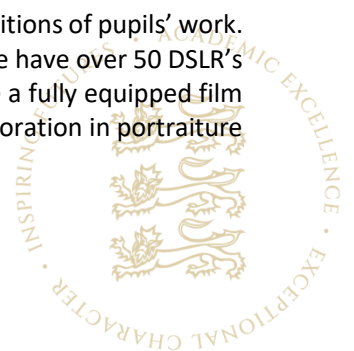 itions of pupils’ work.
e have over 50 DSLR’s
a fully equipped film
oration in portraiture
INSPIRING FUTURES • ACADEMIC EXCELLENCE • EXCEPTIONAL CHARACTER •